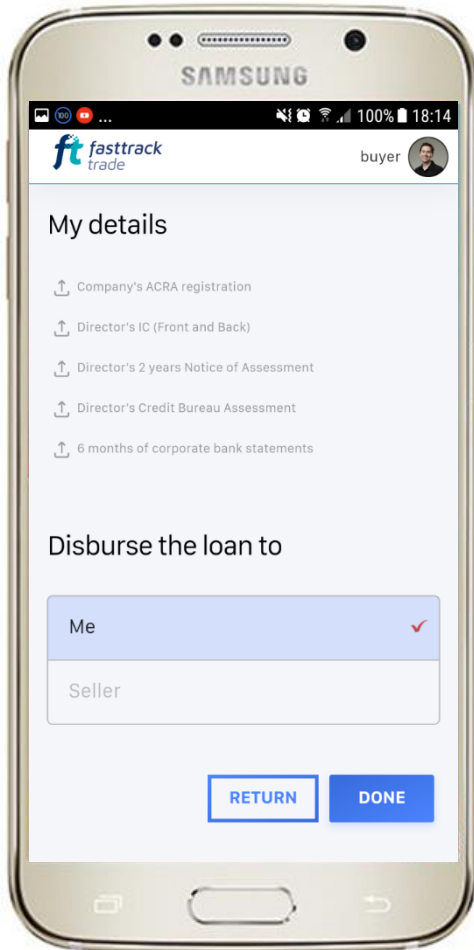 SAMSUNG
100 ... 100% 18:14
ft fasttrack
trade
buyer
My details
Company's ACRA registration
Director's IC (Front and Back)
Director's 2 years Notice of Assessment
Director's Credit Bureau Assessment
6 months of corporate bank statements
Disburse the loan to
Me
Seller
RETURN DONE